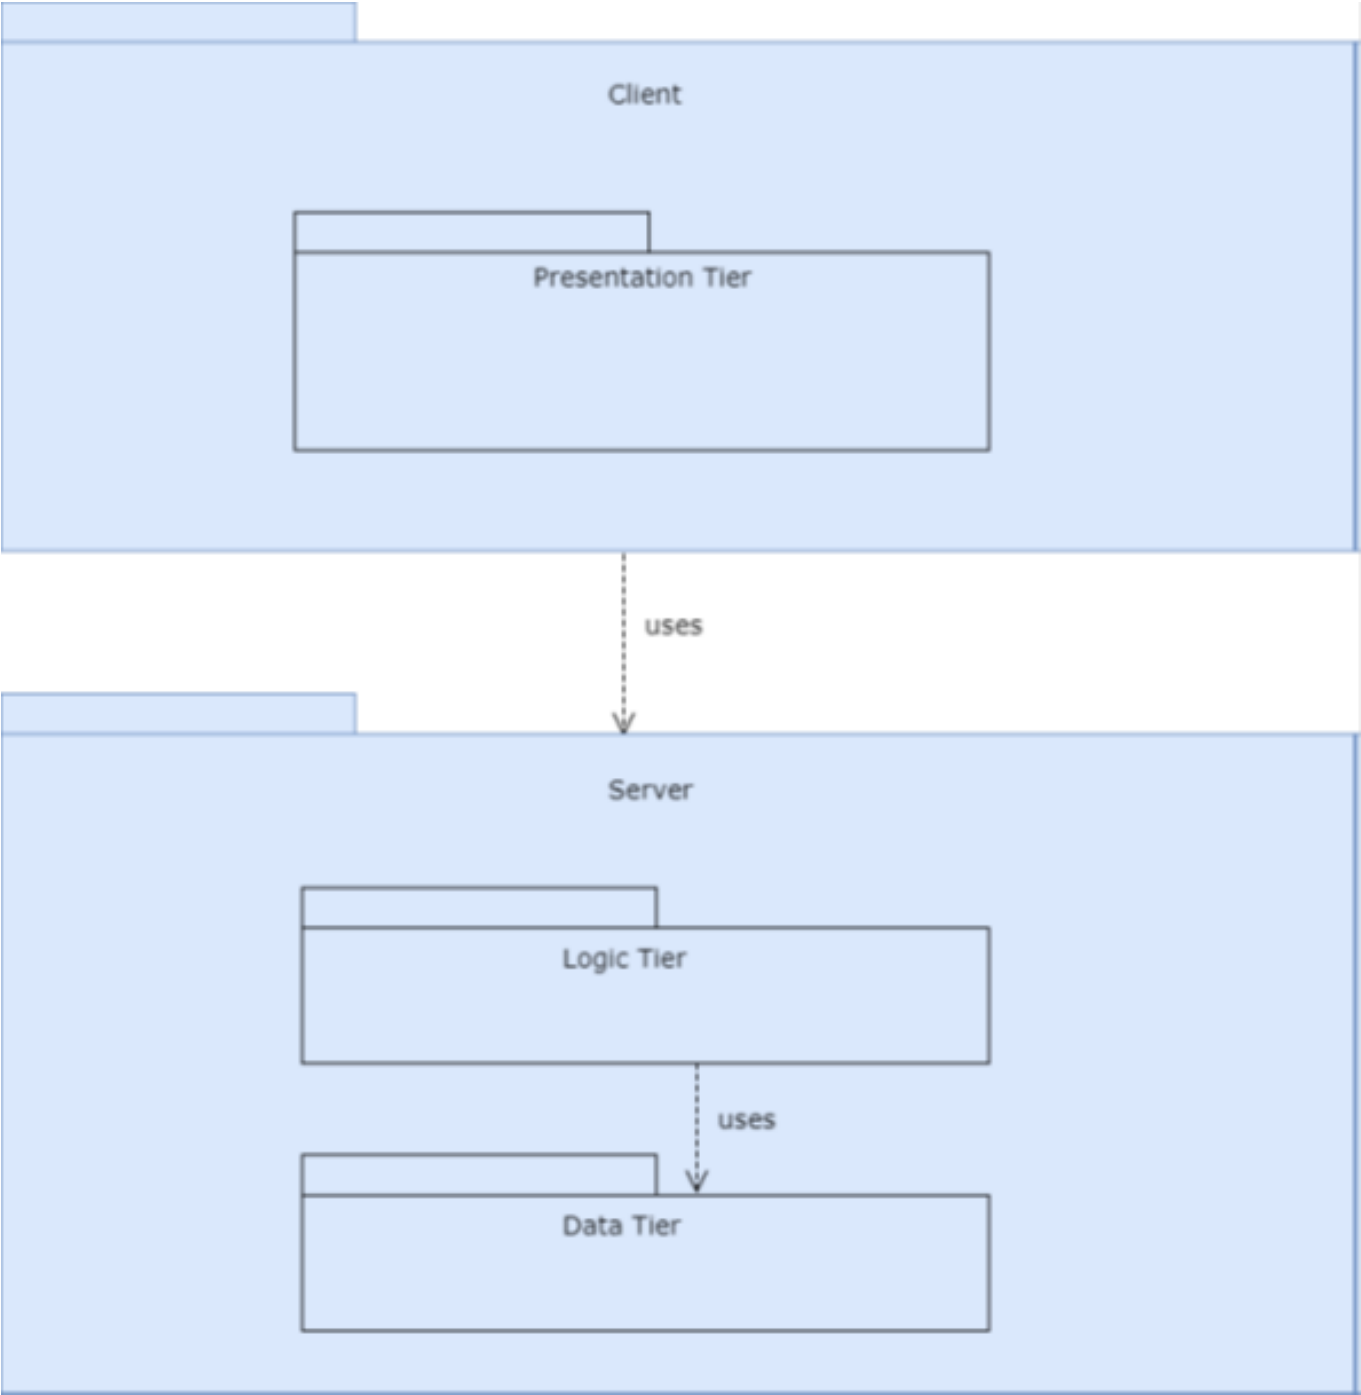 Client
Presentation Tier
uses
Server
Logic Tier
uses
Data Tier